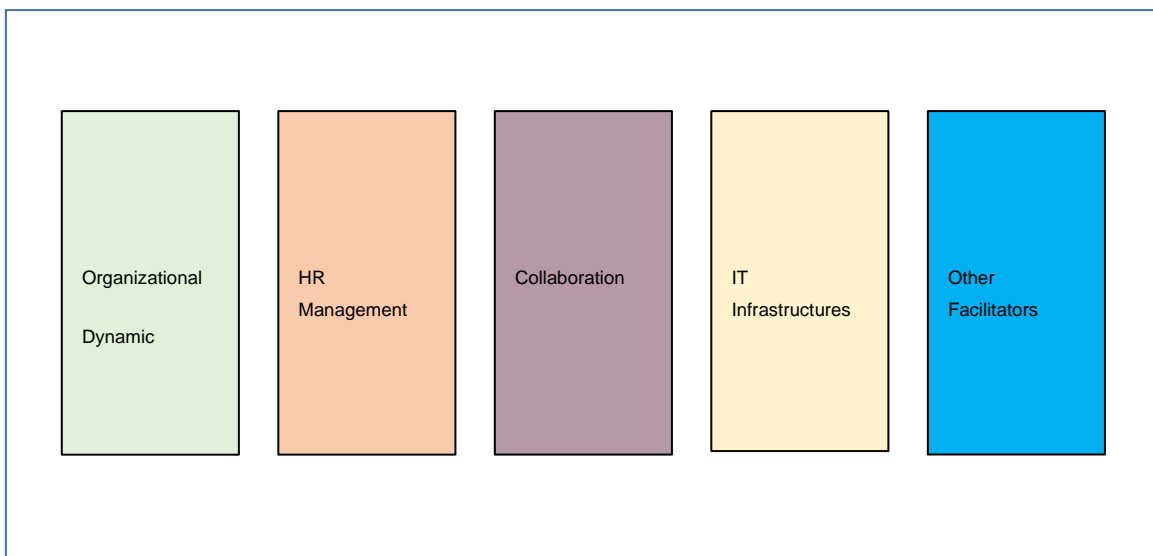 Organizational
Dynamic
HR
Management
Collaboration
IT
Infrastructures
Other
Facilitators